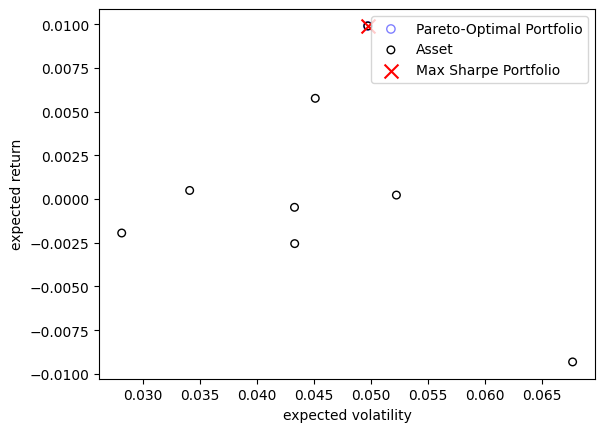 0.0100
0.0075
0.0050
0.0025
0.0000
−0.0025
−0.0050
−0.0075
−0.0100
expected return
Pareto-Optimal Portfolio
Asset
Max Sharpe Portfolio
0.030 0.035 0.040 0.045 0.050 0.055 0.060 0.065
expected volatility